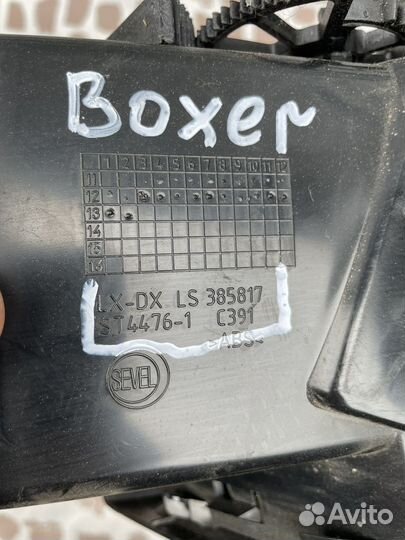 Boxer
1 2 3 4 5 6 7 8 9 10 11 12
11
12
13
14
15
16
LX-DX LS 385817
ST4476-1 C391
>ABS<
SEVEL
Avito